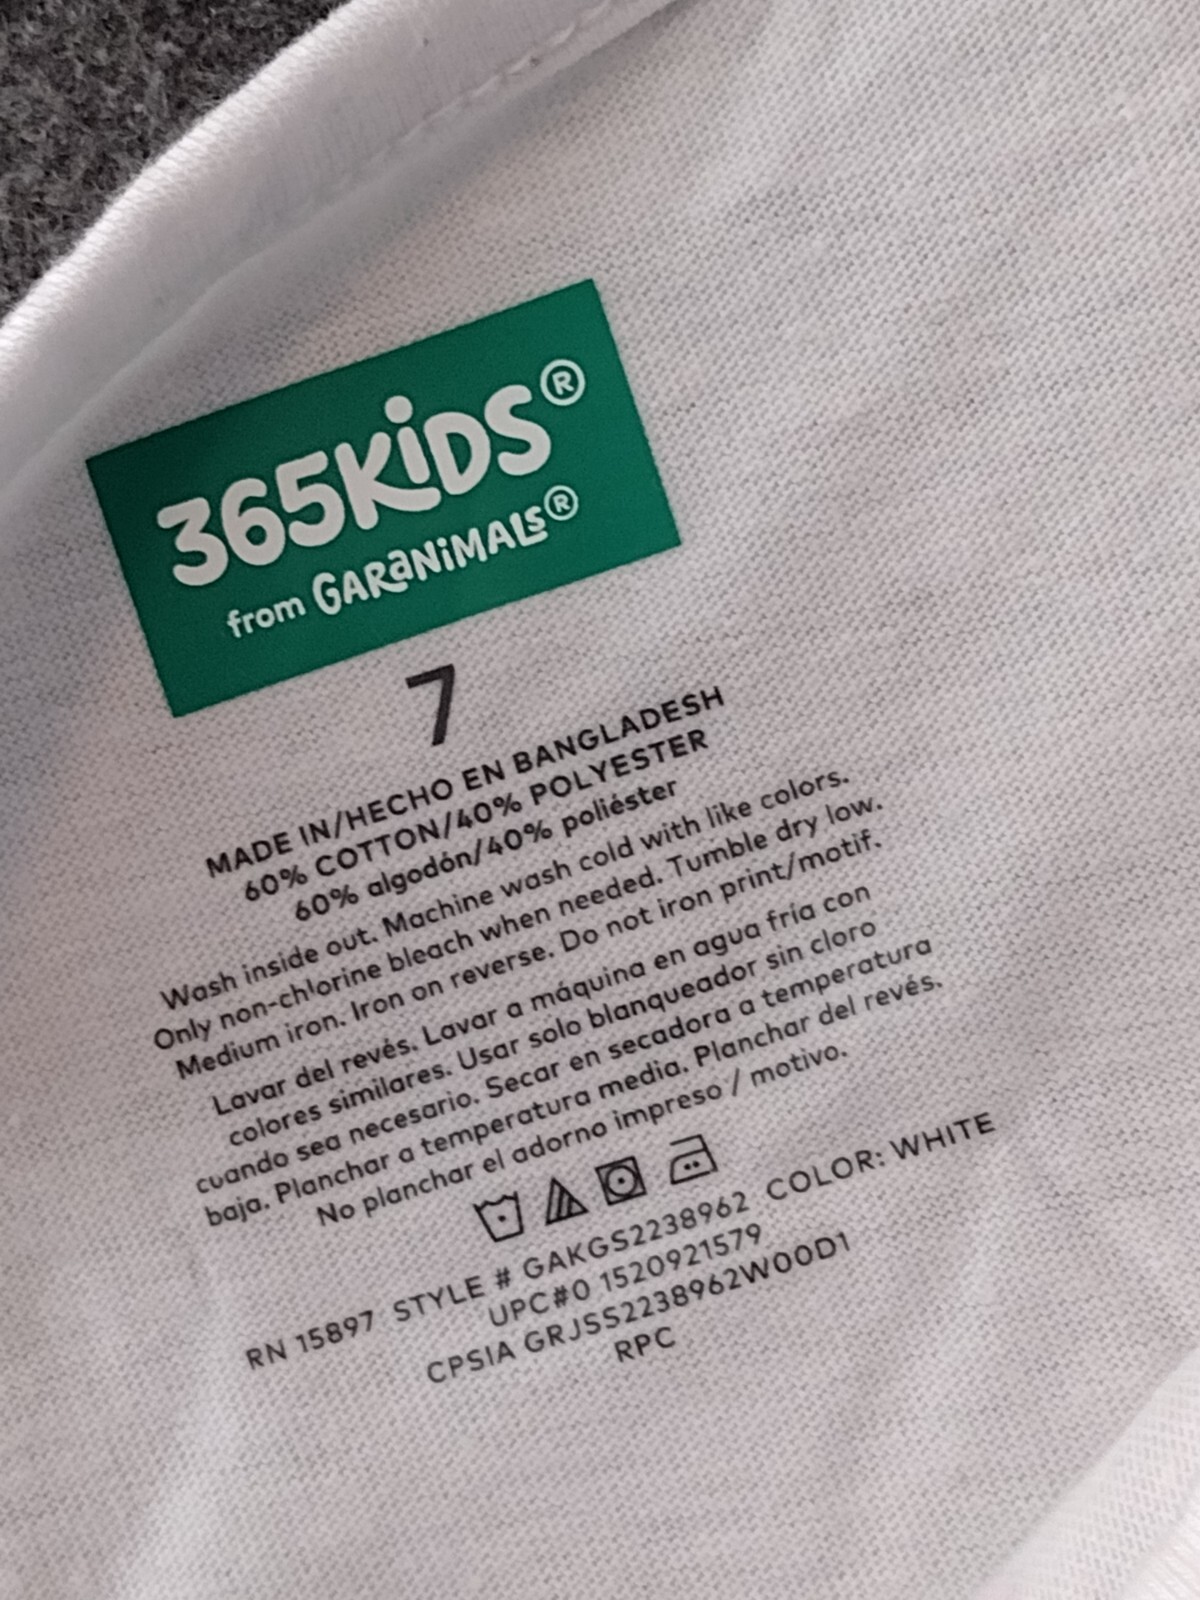 365KiDS®
from GARaNiMALs®
7
MADE IN/HECHO EN BANGLADESH
60% COTTON/40% POLYESTER
60% algodón/40% poliéster
Wash inside out. Machine wash cold with like colors.
Only non-chlorine bleach when needed. Tumble dry low.
Medium iron. Iron on reverse. Do not iron print/motif.
Lavar del revés. Lavar a máquina en agua fría con
colores similares. Usar solo blanqueador sin cloro
cuando sea necesario. Secar en secadora a temperatura
baja. Planchar a temperatura media. Planchar del revés.
No planchar el adorno impreso / motivo.
RN 15897 STYLE # GAKGS2238962 COLOR: WHITE
UPC#0 1520921579
CPSIA GRJSS2238962W00D1
RPC